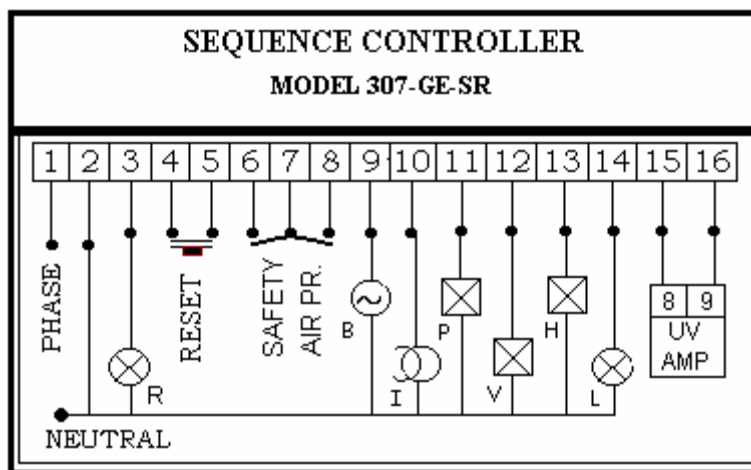 SEQUENCE CONTROLLER
MODEL 307-GE-SR
1 2 3 4 5 6 7 8 9 10 11 12 13 14 15 16
PHASE
RESET
SAFETY
AIR PR.
B
I
P
V
H
L
R
8 9
UV
AMP
NEUTRAL